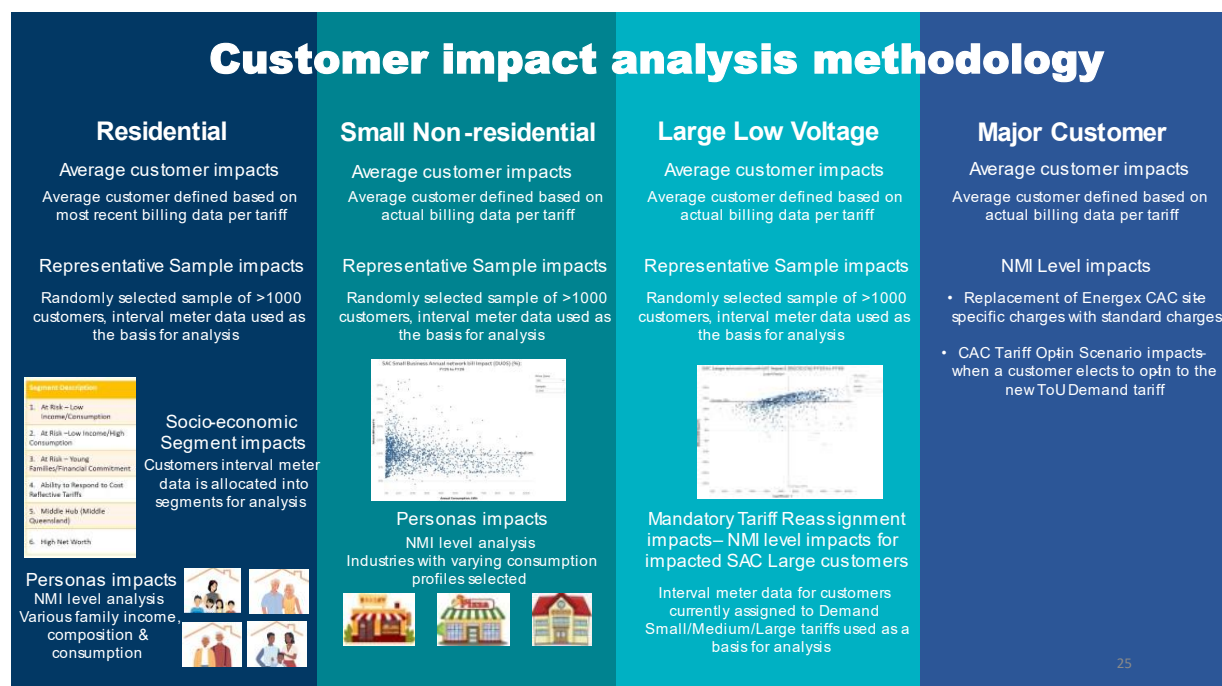 Customer impact analysis methodology
Residential
Average customer impacts
Average customer defined based on
most recent billing data per tariff
Representative Sample impacts
Randomly selected sample of >1000
customers, interval meter data used as
the basis for analysis
Segment Description
1. At Risk – Low
Income/Consumption
2. At Risk –Low Income/High
Consumption
3. At Risk – Young
Families/Financial Commitment
4. Ability to Respond to Cost
Reflective Tariffs
5. Middle Hub (Middle
Queensland)
6. High Net Worth
Socio-economic
Segment impacts
Customers interval meter
data is allocated into
segments for analysis
Personas impacts
NMI level analysis
Various family income,
composition &
consumption
Small Non-residential
Average customer impacts
Average customer defined based on
actual billing data per tariff
Representative Sample impacts
Randomly selected sample of >1000
customers, interval meter data used as
the basis for analysis
SAC Small Business Annual network bill impact (DUOS) (%):
Personas impacts
NMI level analysis
Industries with varying consumption
profiles selected
Pizza
Large Low Voltage
Average customer impacts
Average customer defined based on
actual billing data per tariff
Representative Sample impacts
Randomly selected sample of >1000
customers, interval meter data used as
the basis for analysis
Mandatory Tariff Reassignment
impacts– NMI level impacts for
impacted SAC Large customers
Interval meter data for customers
currently assigned to Demand
Small/Medium/Large tariffs used as a
basis for analysis
Major Customer
Average customer impacts
Average customer defined based on
actual billing data per tariff
NMI Level impacts
• Replacement of Energex CAC site
specific charges with standard charges
• CAC Tariff Opt-in Scenario impacts–
when a customer elects to opt-in to the
new ToU Demand tariff
25